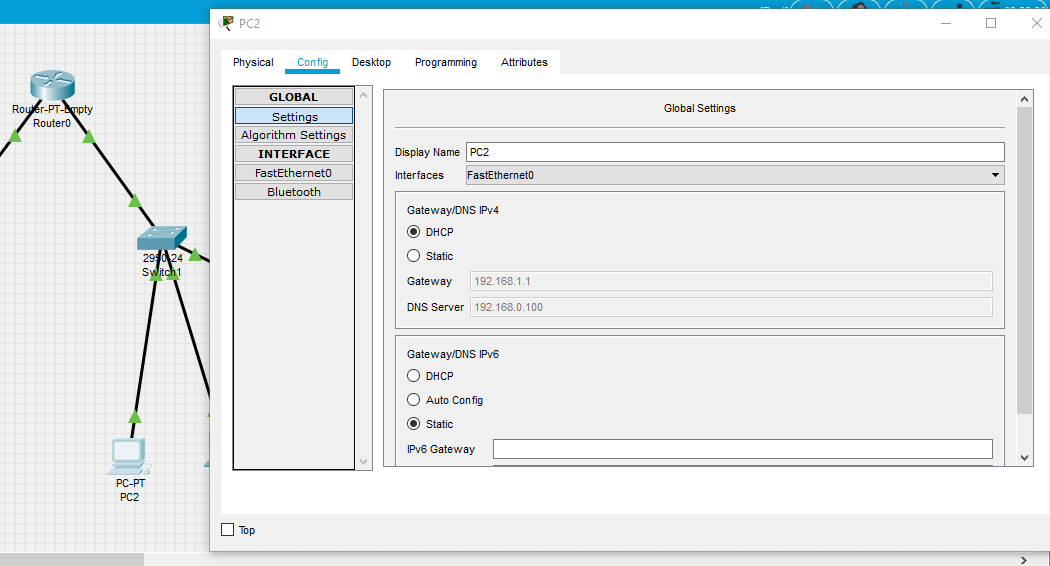 PC2
Physical
Config
Desktop
Programming
Attributes
GLOBAL
Settings
Algorithm Settings
INTERFACE
FastEthernet0
Bluetooth
Global Settings
Display Name PC2
Interfaces FastEthernet0
Gateway/DNS IPv4
DHCP
Static
Gateway 192.168.1.1
DNS Server 192.168.0.100
Gateway/DNS IPv6
DHCP
Auto Config
Static
IPv6 Gateway
Top
Router-PT-Empty
Router0
2950-24
Switch1
PC-PT
PC2